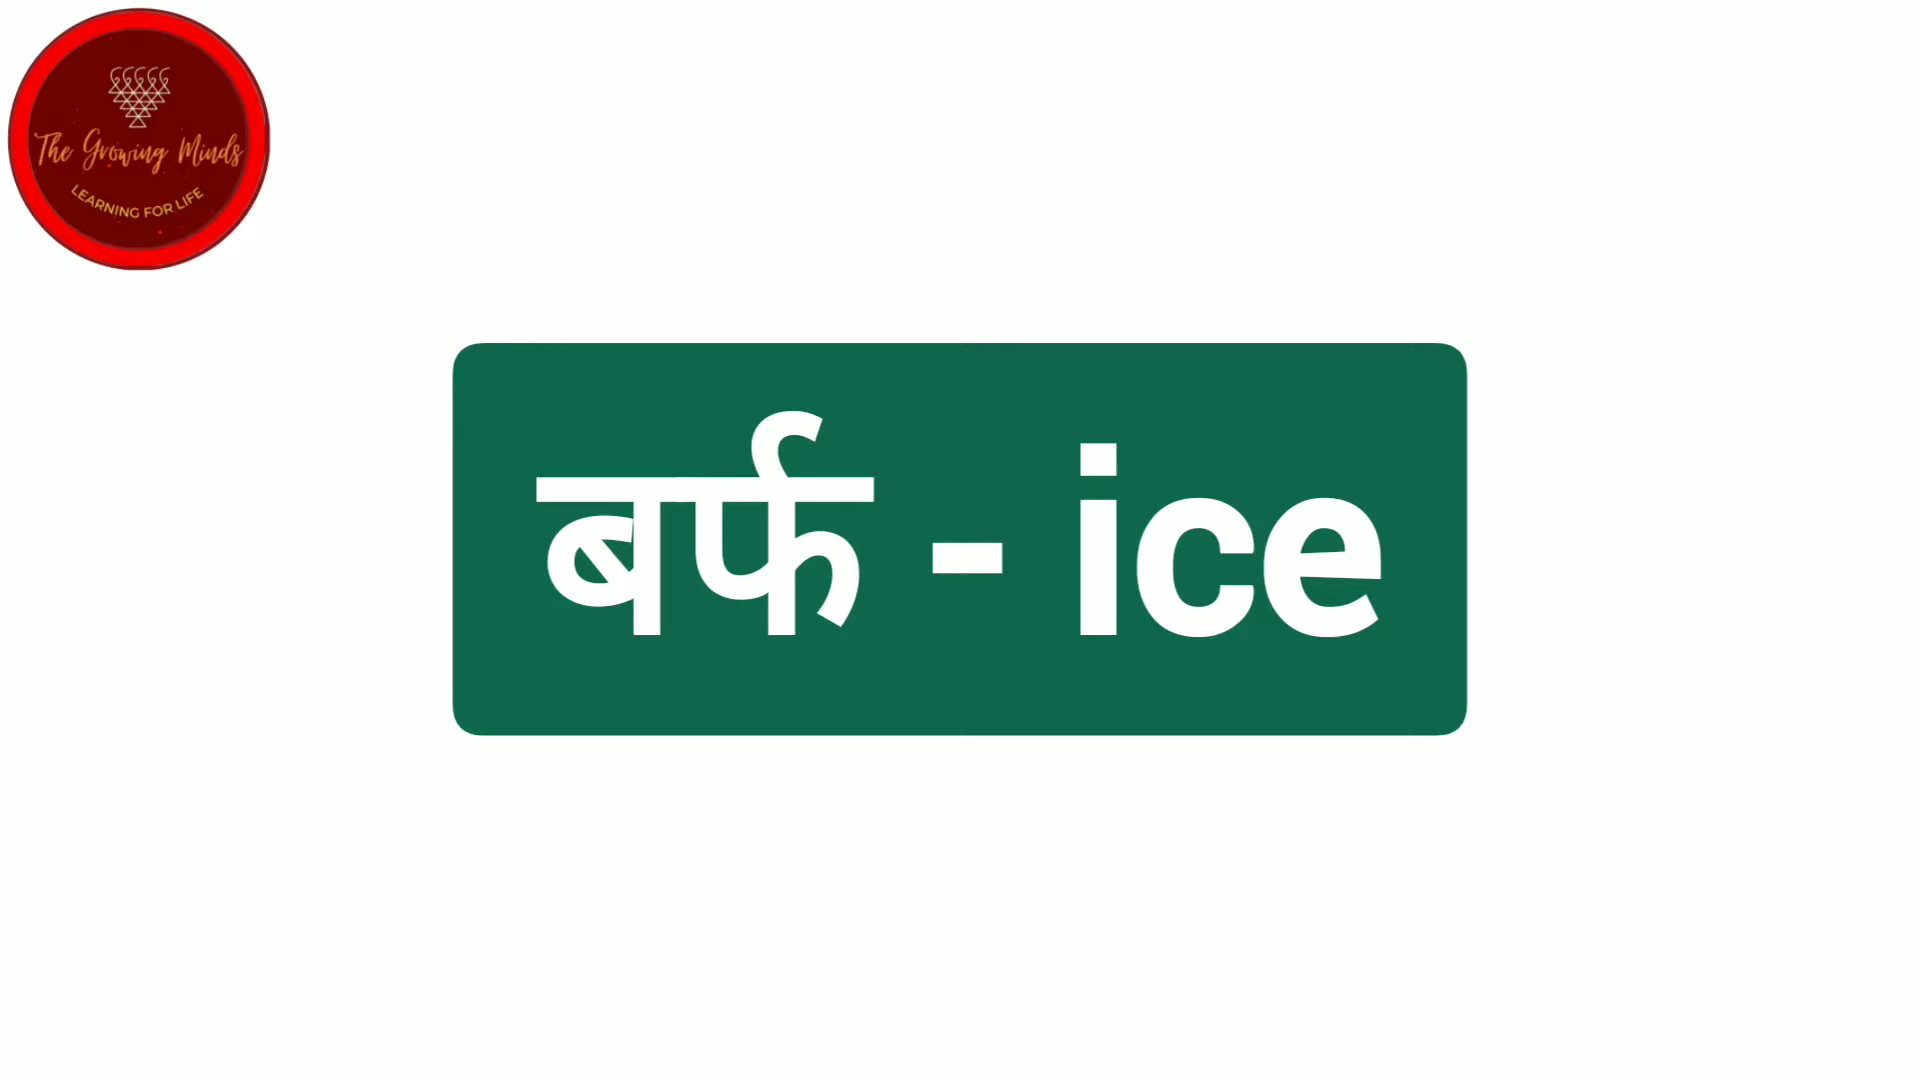 The Growing Minds
LEARNING FOR LIFE
बर्फ - ice